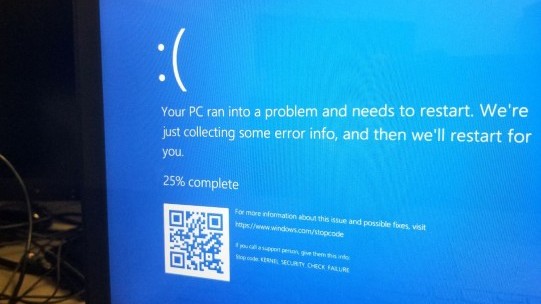 :(
Your PC ran into a problem and needs to restart. We're
just collecting some error info, and then we'll restart for
you.
25% complete
For more information about this issue and possible fixes, visit
https://www.windows.com/stopcode
If you call a support person, give them this info:
Stop code: KERNEL SECURITY CHECK FAILURE